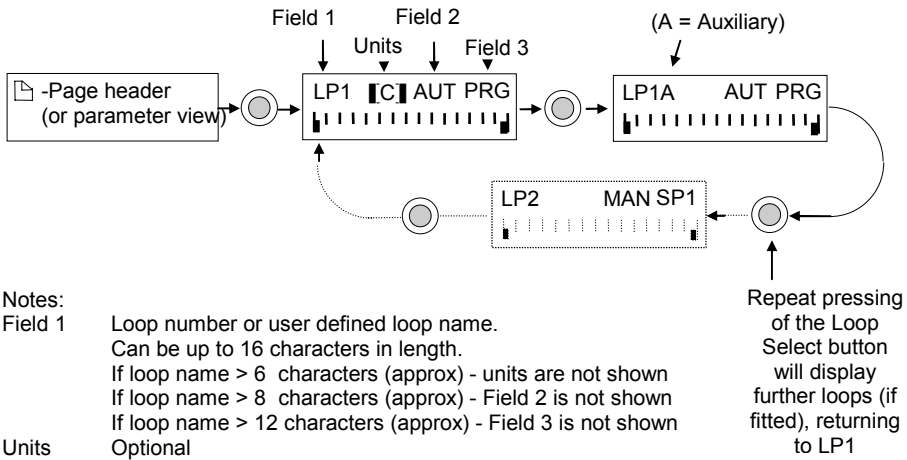 Field 1 Field 2
Units Field 3
(A = Auxiliary)
-Page header
(or parameter view)
LP1 [C] AUT PRG
LP1A AUT PRG
LP2 MAN SP1
Repeat pressing
of the Loop
Select button
will display
further loops (if
fitted), returning
to LP1
Notes:
Field 1 Loop number or user defined loop name.
Can be up to 16 characters in length.
If loop name > 6 characters (approx) - units are not shown
If loop name > 8 characters (approx) - Field 2 is not shown
If loop name > 12 characters (approx) - Field 3 is not shown
Units Optional